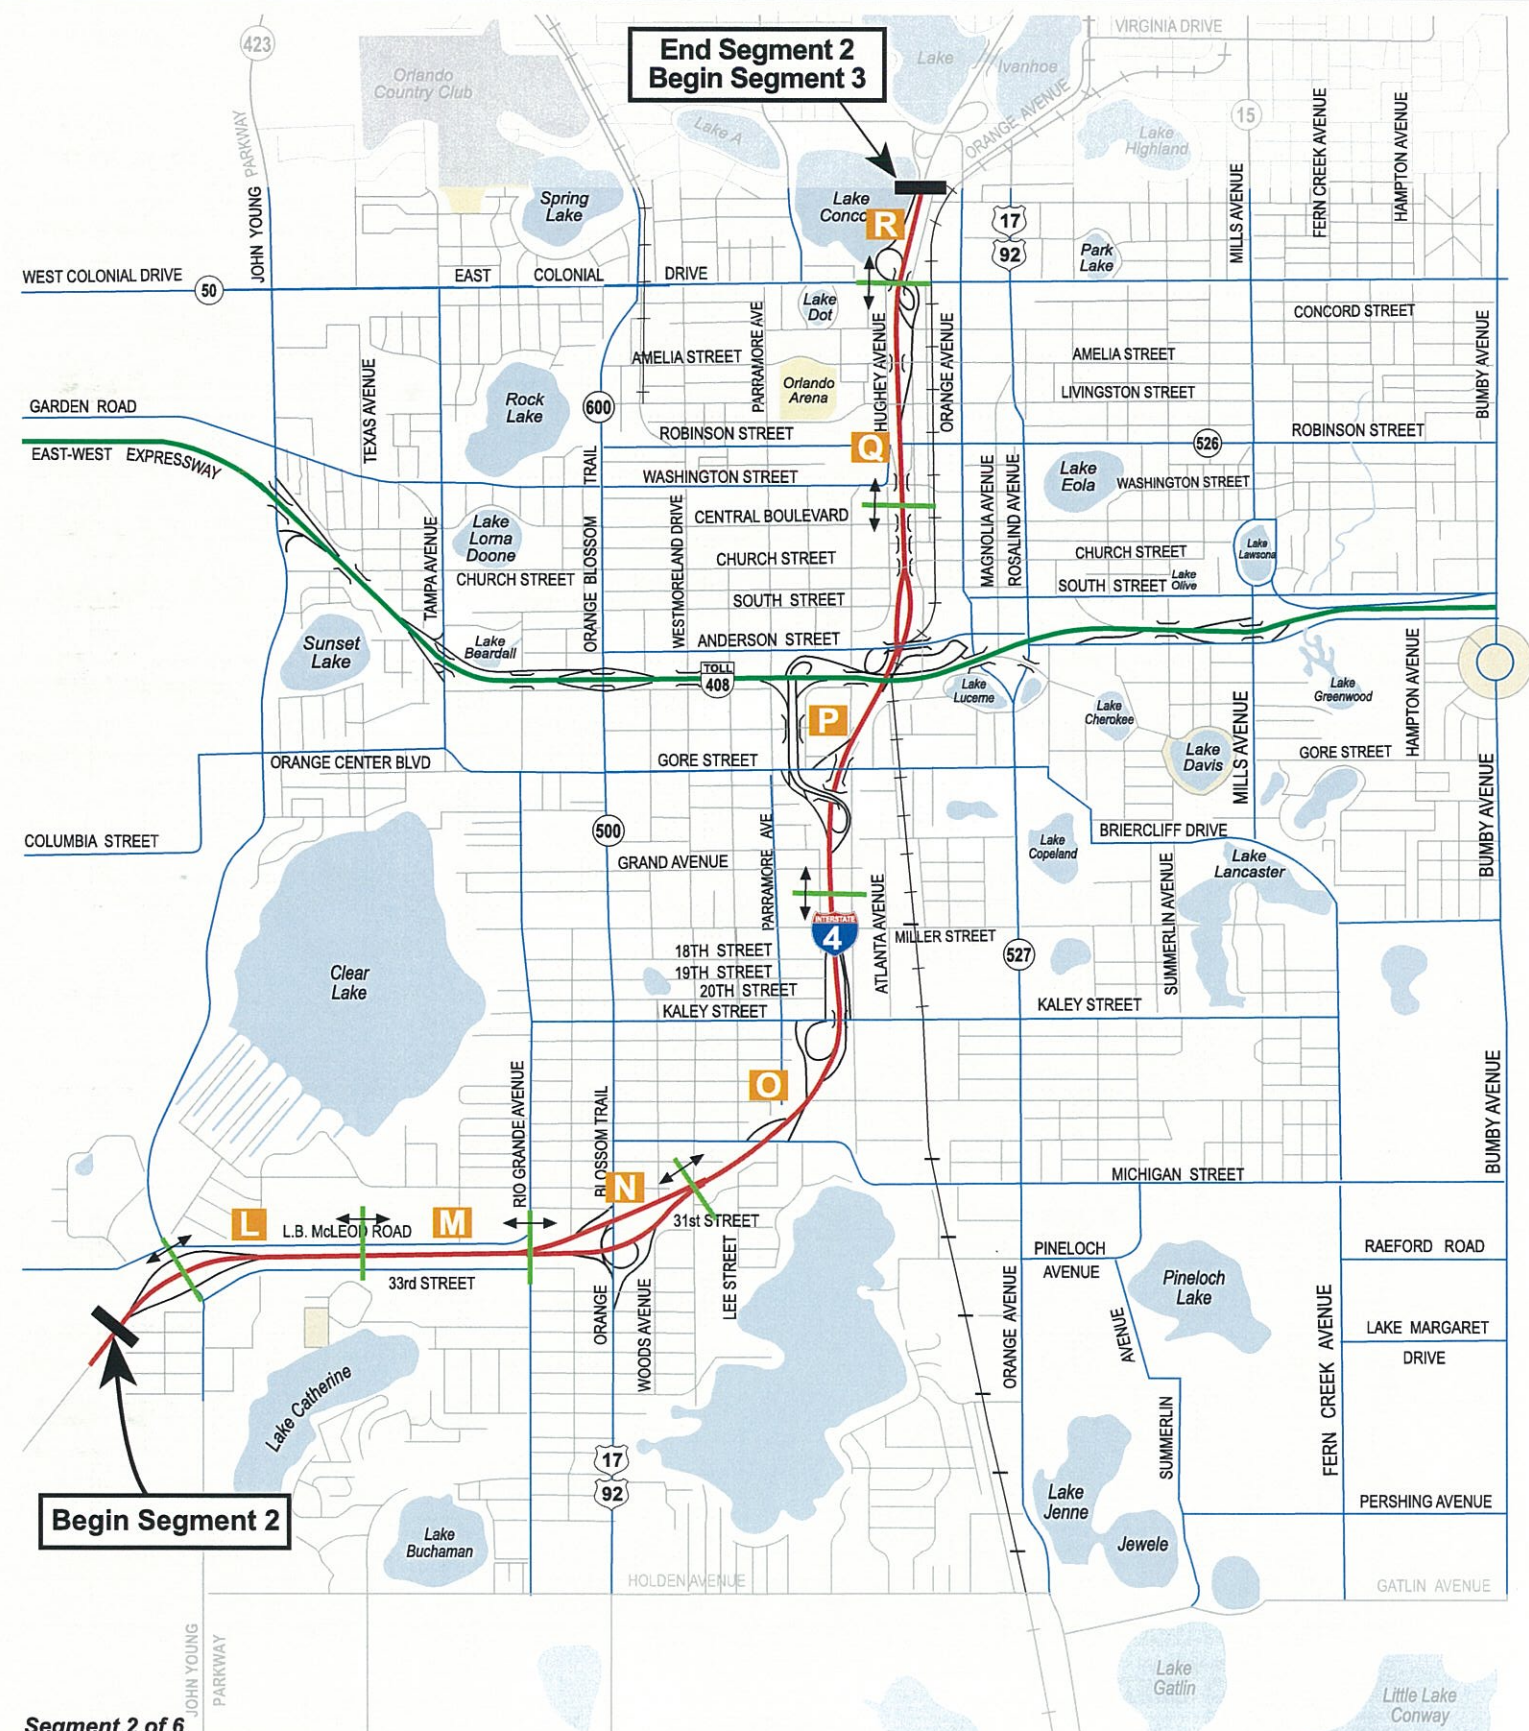 VIRGINIA DRIVE
423
End Segment 2
Begin Segment 3
Lake
Ivanhoe
Orlando
Country Club
ORANGE AVENUE
Lake A
15
Lake
Highland
FERN CREEK AVENUE
HAMPTON AVENUE
JOHN YOUNG PARKWAY
Spring
Lake
Lake
Conco
R
17
92
MILLS AVENUE
Park
Lake
WEST COLONIAL DRIVE
50
EAST COLONIAL DRIVE
Lake
Dot
CONCORD STREET
PARRAMORE AVE
HUGHEY AVENUE
ORANGE AVENUE
BUMBY AVENUE
AMELIA STREET
AMELIA STREET
TEXAS AVENUE
Orlando
Arena
LIVINGSTON STREET
Rock
Lake
600
GARDEN ROAD
ROBINSON STREET
526
ROBINSON STREET
Q
EAST-WEST EXPRESSWAY
WASHINGTON STREET
Lake
Eola
WASHINGTON STREET
MAGNOLIA AVENUE
ROSALIND AVENUE
ORANGE BLOSSOM TRAIL
WESTMORELAND DRIVE
CENTRAL BOULEVARD
Lake
Lorna
Doone
TAMPA AVENUE
Lake
Lawsona
CHURCH STREET
CHURCH STREET
CHURCH STREET
SOUTH STREET
Lake
Olive
SOUTH STREET
Sunset
Lake
Lake
Beardall
ANDERSON STREET
HAMPTON AVENUE
TOLL
408
Lake
Lucerne
Lake
Greenwood
P
Lake
Cherokee
MILLS AVENUE
ORANGE CENTER BLVD
GORE STREET
Lake
Davis
GORE STREET
BUMBY AVENUE
COLUMBIA STREET
500
BRIERCLIFF DRIVE
Lake
Copeland
GRAND AVENUE
PARRAMORE AVE
Lake
Lancaster
SUMMERLIN AVENUE
ATLANTA AVENUE
INTERSTATE
4
MILLER STREET
18TH STREET
527
Clear
Lake
19TH STREET
20TH STREET
KALEY STREET
KALEY STREET
RIO GRANDE AVENUE
BLOSSOM TRAIL
O
BUMBY AVENUE
MICHIGAN STREET
N
L
L.B. McLEOD ROAD
M
31st STREET
PINELOCH
AVENUE
RAEFORD ROAD
33rd STREET
LEE STREET
Pineloch
Lake
ORANGE
WOODS AVENUE
ORANGE AVENUE
AVENUE
FERN CREEK AVENUE
LAKE MARGARET
DRIVE
Lake Catherine
SUMMERLIN
17
92
Lake
Jenne
PERSHING AVENUE
Begin Segment 2
Lake
Buchaman
Jewele
HOLDEN AVENUE
GATLIN AVENUE
JOHN YOUNG
PARKWAY
Lake
Gatlin
Little Lake
Conway
Segment 2 of 6